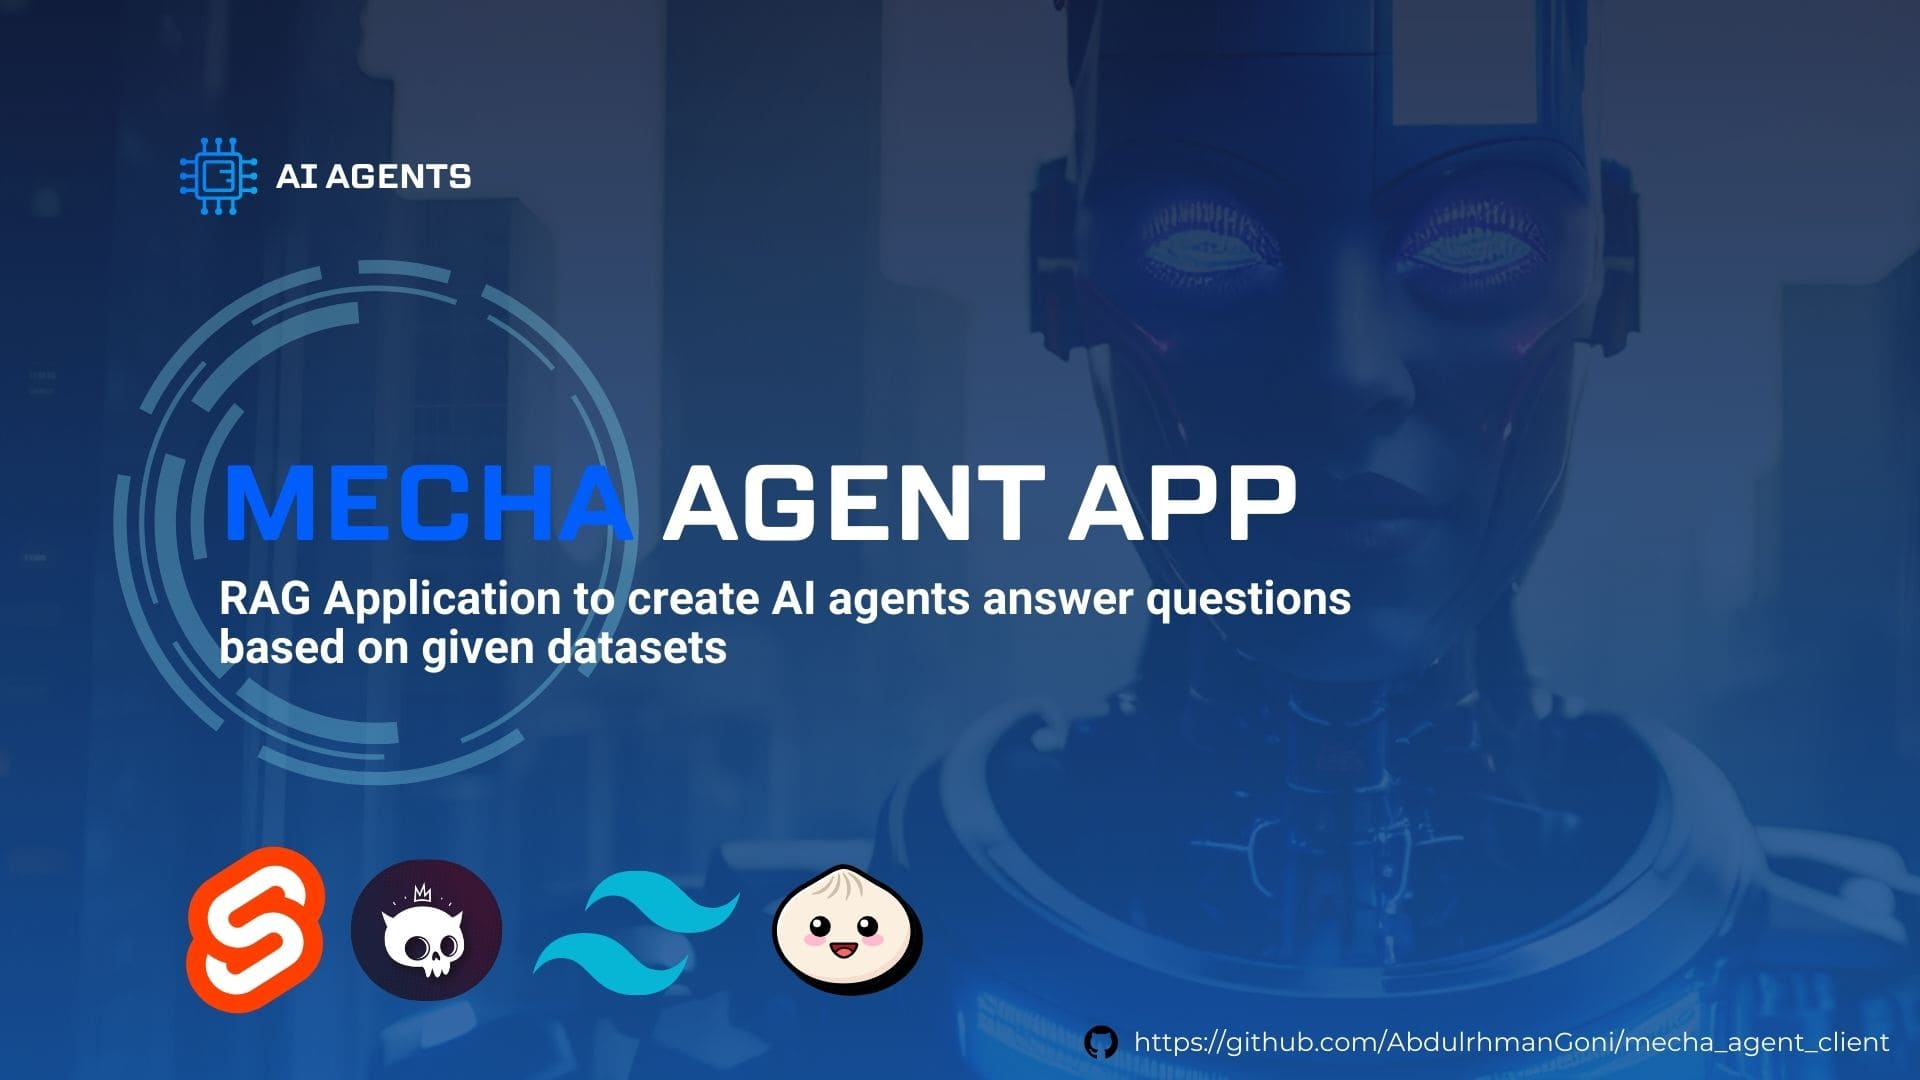 AI AGENTS
MECHA AGENT APP
RAG Application to create AI agents answer questions
based on given datasets
https://github.com/AbdulrhmanGoni/mecha_agent_client